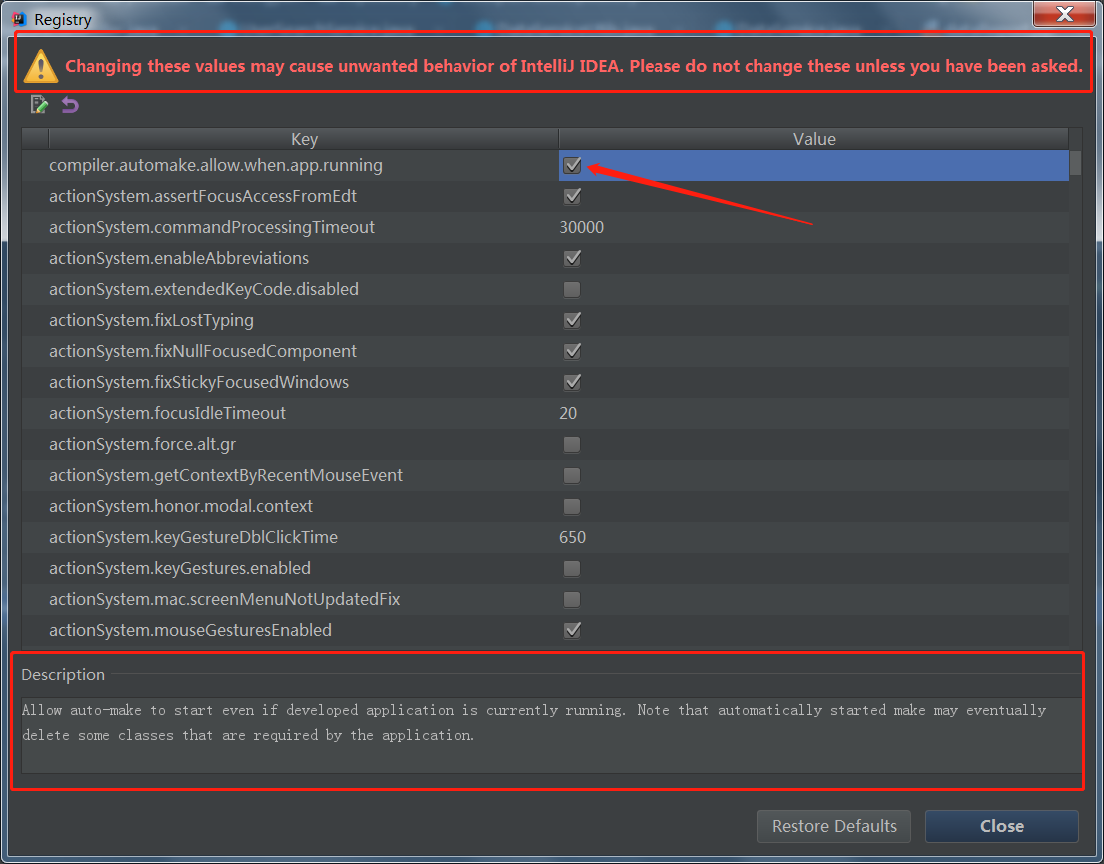 Registry
Changing these values may cause unwanted behavior of IntelliJ IDEA. Please do not change these unless you have been asked.
Key Value
compiler.automake.allow.when.app.running
actionSystem.assertFocusAccessFromEdt
actionSystem.commandProcessingTimeout 30000
actionSystem.enableAbbreviations
actionSystem.extendedKeyCode.disabled
actionSystem.fixLostTyping
actionSystem.fixNullFocusedComponent
actionSystem.fixStickyFocusedWindows
actionSystem.focusIdleTimeout 20
actionSystem.force.alt.gr
actionSystem.getContextByRecentMouseEvent
actionSystem.honor.modal.context
actionSystem.keyGestureDblClickTime 650
actionSystem.keyGestures.enabled
actionSystem.mac.screenMenuNotUpdatedFix
actionSystem.mouseGesturesEnabled
Description
Allow auto-make to start even if developed application is currently running. Note that automatically started make may eventually
delete some classes that are required by the application.
Restore Defaults Close